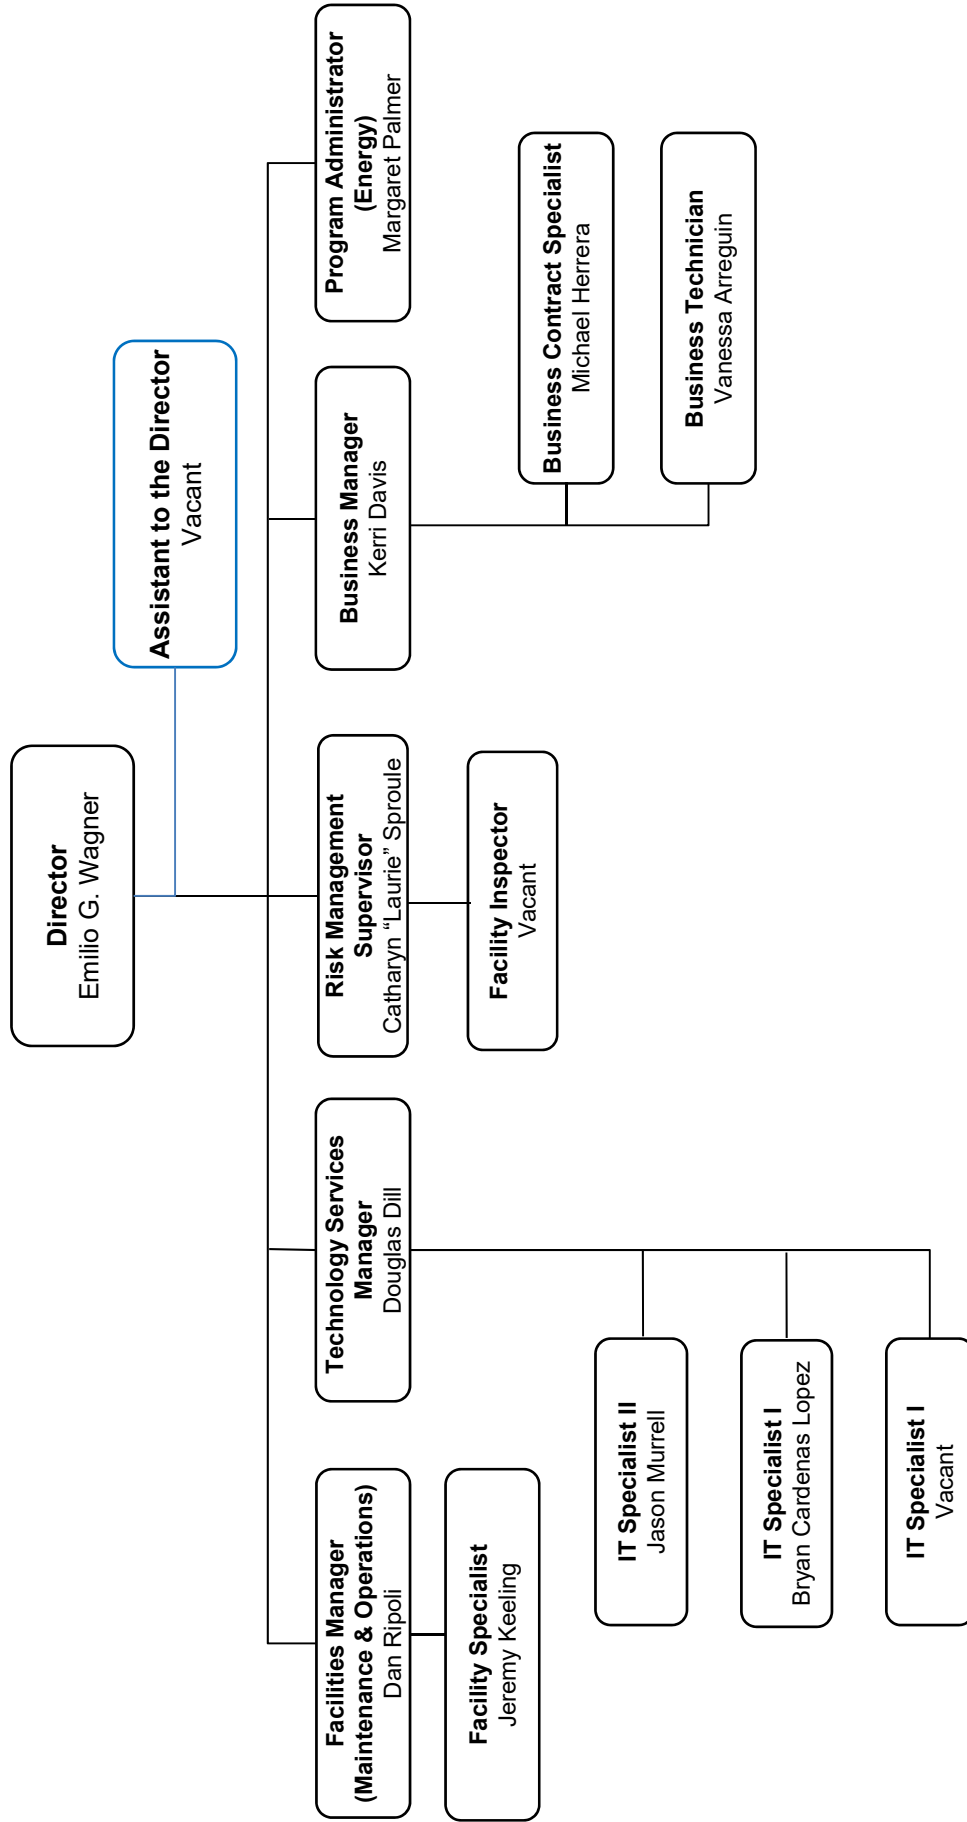 Director
Emilio G. Wagner
Assistant to the Director
Vacant
Facilities Manager
(Maintenance & Operations)
Dan Ripoli
Technology Services
Manager
Douglas Dill
Risk Management
Supervisor
Catharyn “Laurie” Sproule
Business Manager
Kerri Davis
Program Administrator
(Energy)
Margaret Palmer
Facility Specialist
Jeremy Keeling
Facility Inspector
Vacant
Business Contract Specialist
Michael Herrera
IT Specialist II
Jason Murrell
Business Technician
Vanessa Arreguin
IT Specialist I
Bryan Cardenas Lopez
IT Specialist I
Vacant